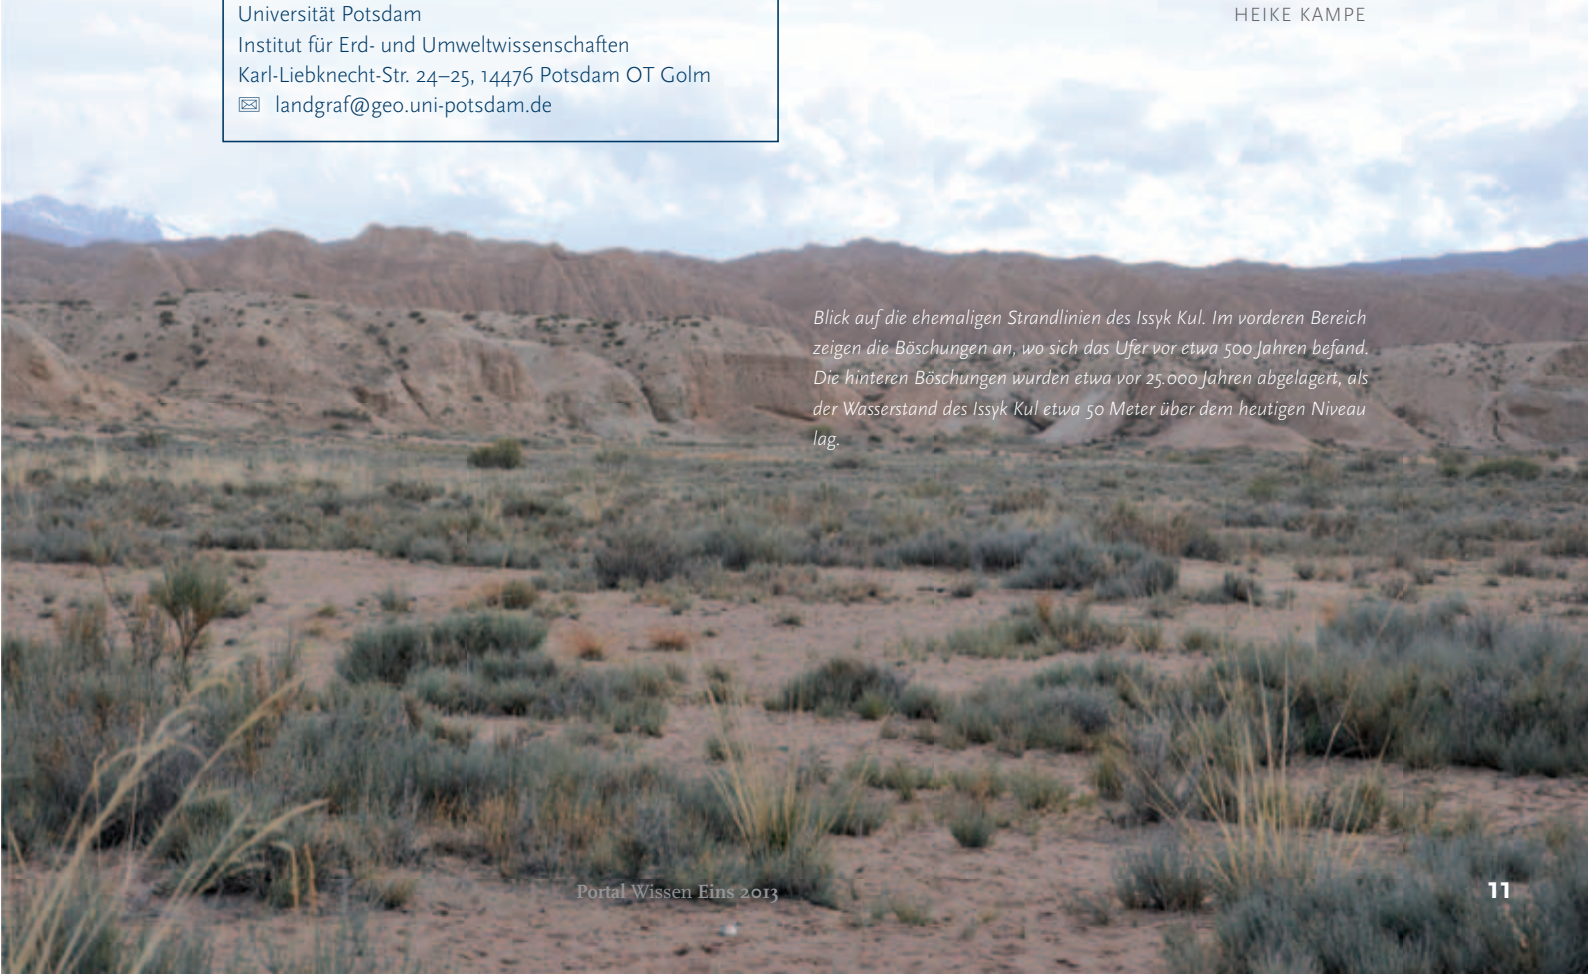 Universität Potsdam
Institut für Erd- und Umweltwissenschaften
Karl-Liebknecht-Str. 24–25, 14476 Potsdam OT Golm
landgraf@geo.uni-potsdam.de
HEIKE KAMPE
Blick auf die ehemaligen Strandlinien des Issyk Kul. Im vorderen Bereich
zeigen die Böschungen an, wo sich das Ufer vor etwa 500 Jahren befand.
Die hinteren Böschungen wurden etwa vor 25.000 Jahren abgelagert, als
der Wasserstand des Issyk Kul etwa 50 Meter über dem heutigen Niveau
lag.
Portal Wissen Eins 2013
11